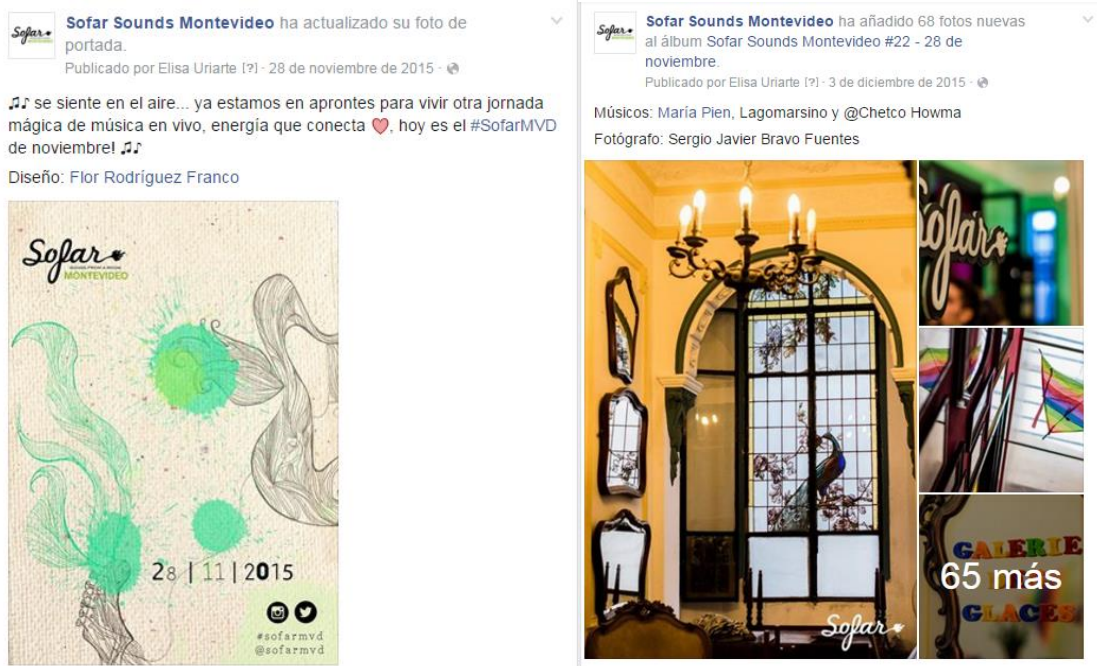 Sofar Sounds Montevideo ha actualizado su foto de
portada.
Publicado por Elisa Uriarte [?] · 28 de noviembre de 2015 ·
♫♪ se siente en el aire... ya estamos en aprontes para vivir otra jornada
mágica de música en vivo, energía que conecta ❤, hoy es el #SofarMVD
de noviembre! ♫♪
Diseño: Flor Rodríguez Franco
Sofar
MONTEVIDEO
28 | 11 | 2015
#sofarmvd
@sofarmvd
Sofar Sounds Montevideo ha añadido 68 fotos nuevas
al álbum Sofar Sounds Montevideo #22 - 28 de
noviembre.
Publicado por Elisa Uriarte [?] · 3 de diciembre de 2015 ·
Músicos: María Pien, Lagomarsino y @Chetco Howma
Fotógrafo: Sergio Javier Bravo Fuentes
Sofar
Sofar
GALERIE
65 más
GLACES